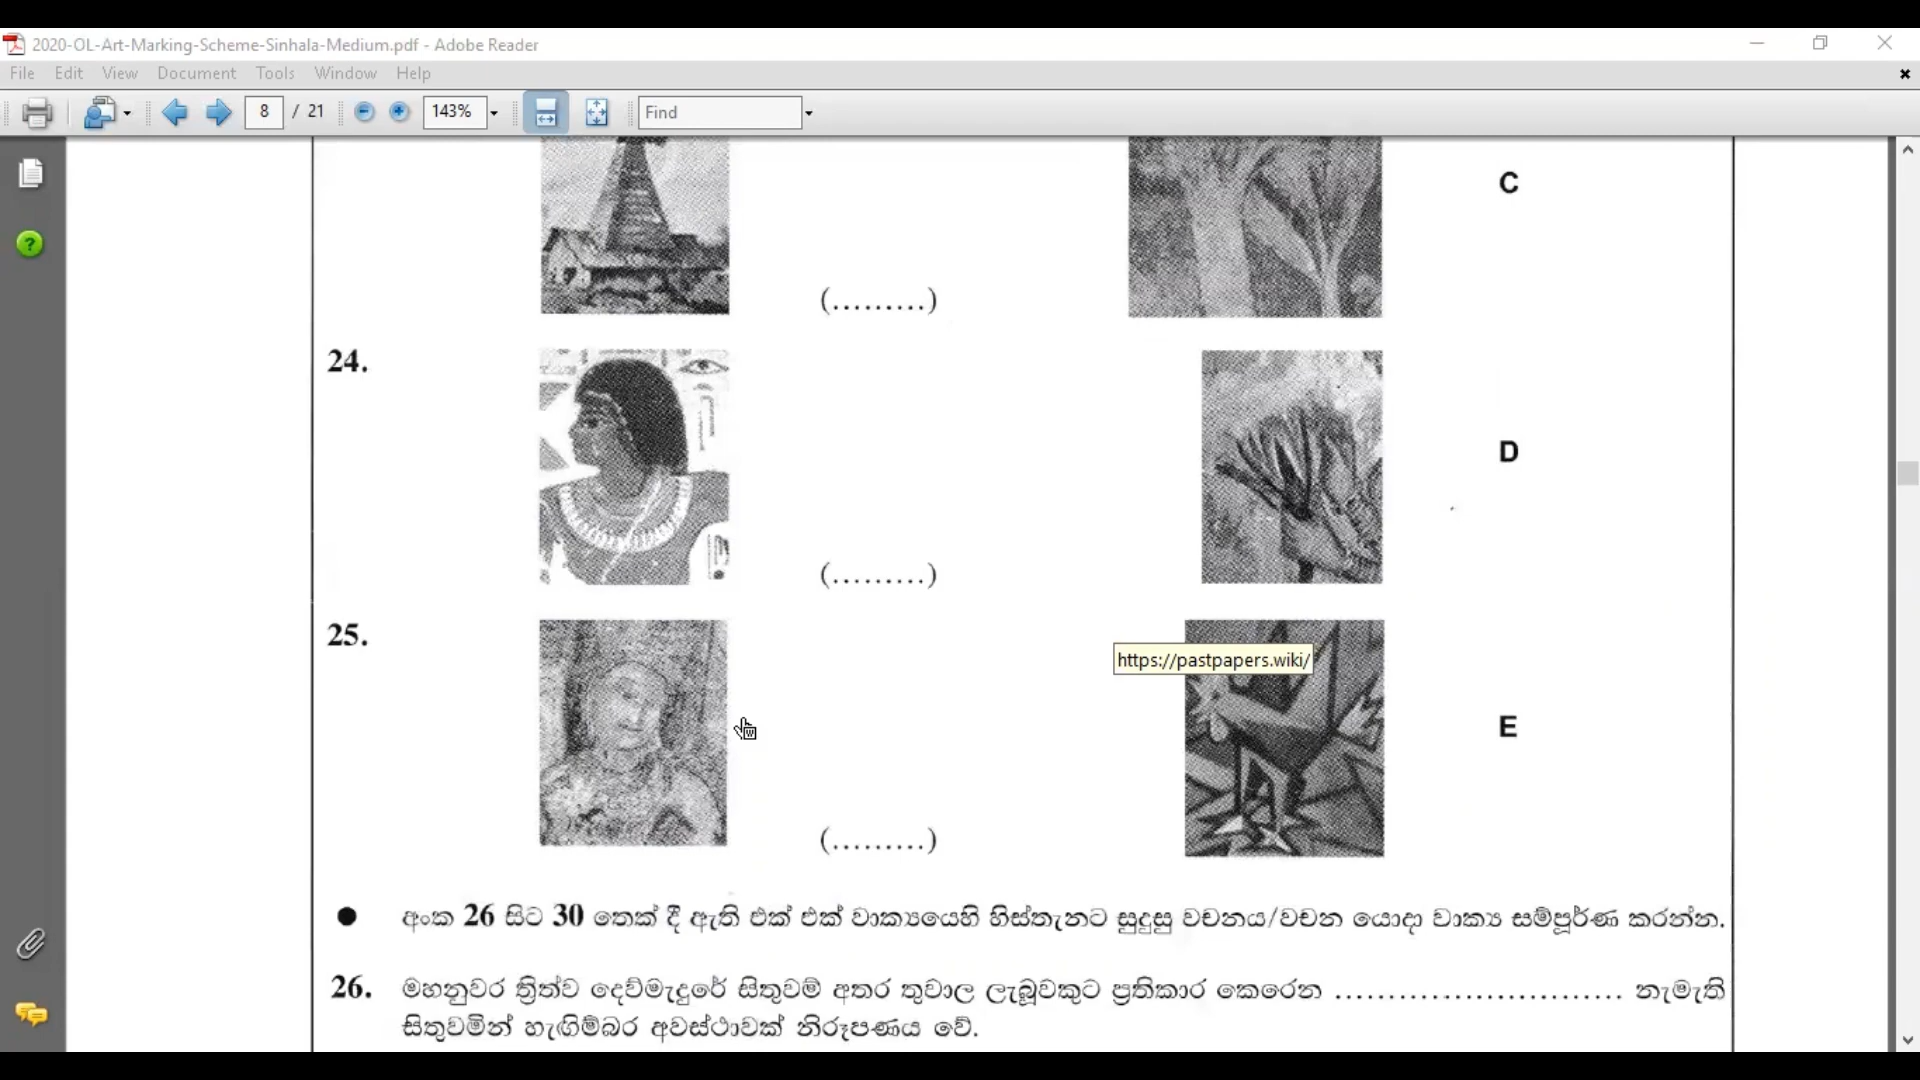 2020-OL-Art-Marking-Scheme-Sinhala-Medium.pdf - Adobe Reader
File Edit View Document Tools Window Help
8 / 21 143% Find
C
(.........)
24.
D
(.........)
25.
https://pastpapers.wiki/
E
(.........)
● අංක 26 සිට 30 තෙක් දී ඇති එක් එක් වාක්‍යයෙහි හිස්තැනට සුදුසු වචනය/වචන යොදා වාක්‍ය සම්පූර්ණ කරන්න.
26. මහනුවර ත්‍රිත්ව දෙව්මැදුරේ සිතුවම් අතර තුවාල ලැබූවකුට ප්‍රතිකාර කෙරෙන ........................... නැමැති
සිතුවමින් හැඟිම්බර අවස්ථාවක් නිරූපණය වේ.